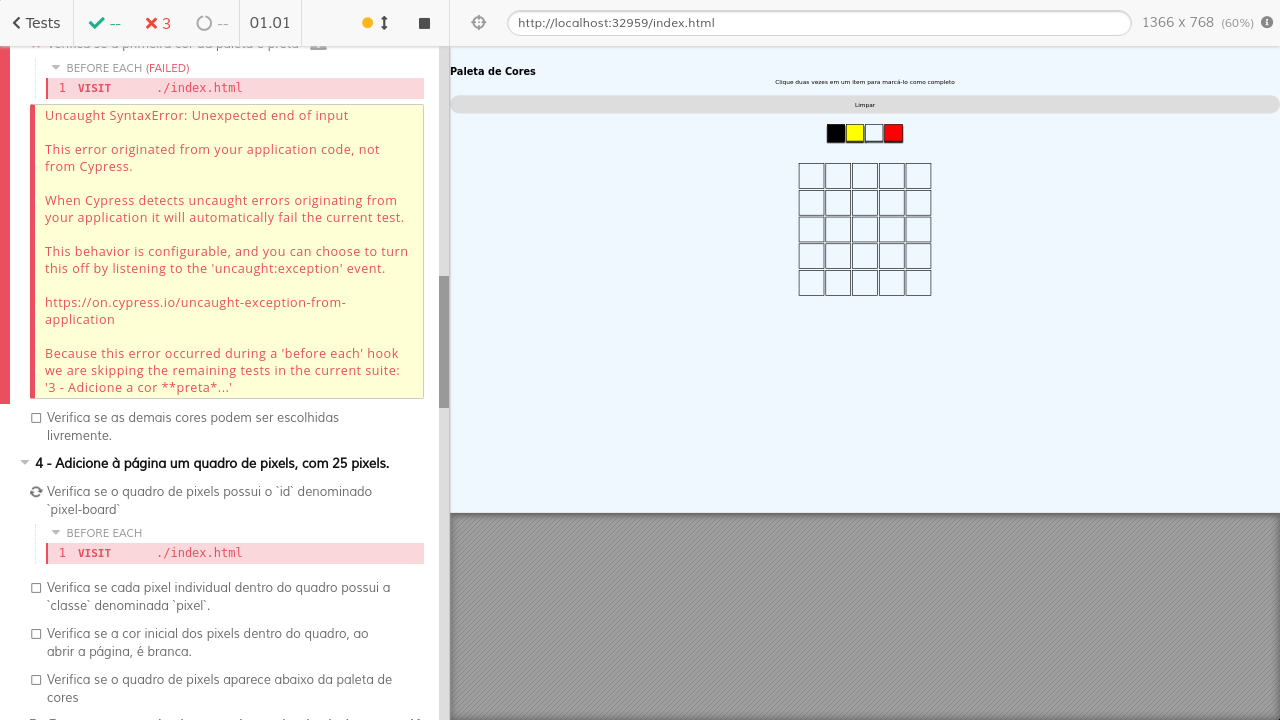 Tests -- 3 -- 01.01
http://localhost:32959/index.html 1366 x 768 (60%)
Verifica se a primeira cor da paleta é preta
BEFORE EACH (FAILED)
1 VISIT ./index.html
Uncaught SyntaxError: Unexpected end of input
This error originated from your application code, not
from Cypress.
When Cypress detects uncaught errors originating from
your application it will automatically fail the current test.
This behavior is configurable, and you can choose to turn
this off by listening to the 'uncaught:exception' event.
https://on.cypress.io/uncaught-exception-from-
application
Because this error occurred during a 'before each' hook
we are skipping the remaining tests in the current suite:
'3 - Adicione a cor **preta*...'
Verifica se as demais cores podem ser escolhidas
livremente.
4 - Adicione à página um quadro de pixels, com 25 pixels.
Verifica se o quadro de pixels possui o `id` denominado
`pixel-board`
BEFORE EACH
1 VISIT ./index.html
Verifica se cada pixel individual dentro do quadro possui a
`classe` denominada `pixel`.
Verifica se a cor inicial dos pixels dentro do quadro, ao
abrir a página, é branca.
Verifica se o quadro de pixels aparece abaixo da paleta de
cores
Paleta de Cores
Clique duas vezes em um item para marcá-lo como completo
Limpar